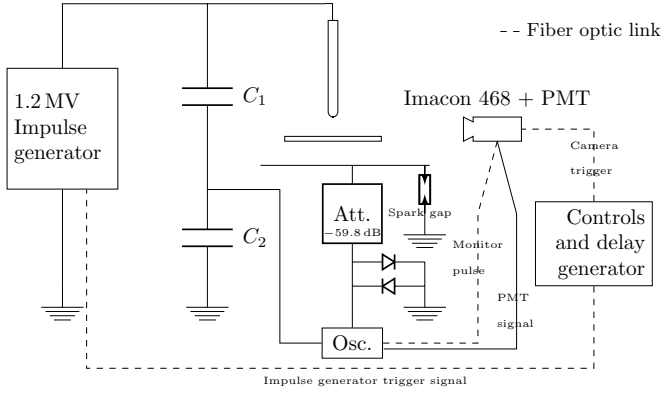 Fiber optic link
1.2 MV
Impulse
generator
C1
Imacon 468 + PMT
Camera
trigger
Att.
−59.8 dB
Spark gap
C2
Controls
and delay
generator
Monitor
pulse
PMT
signal
Osc.
Impulse generator trigger signal